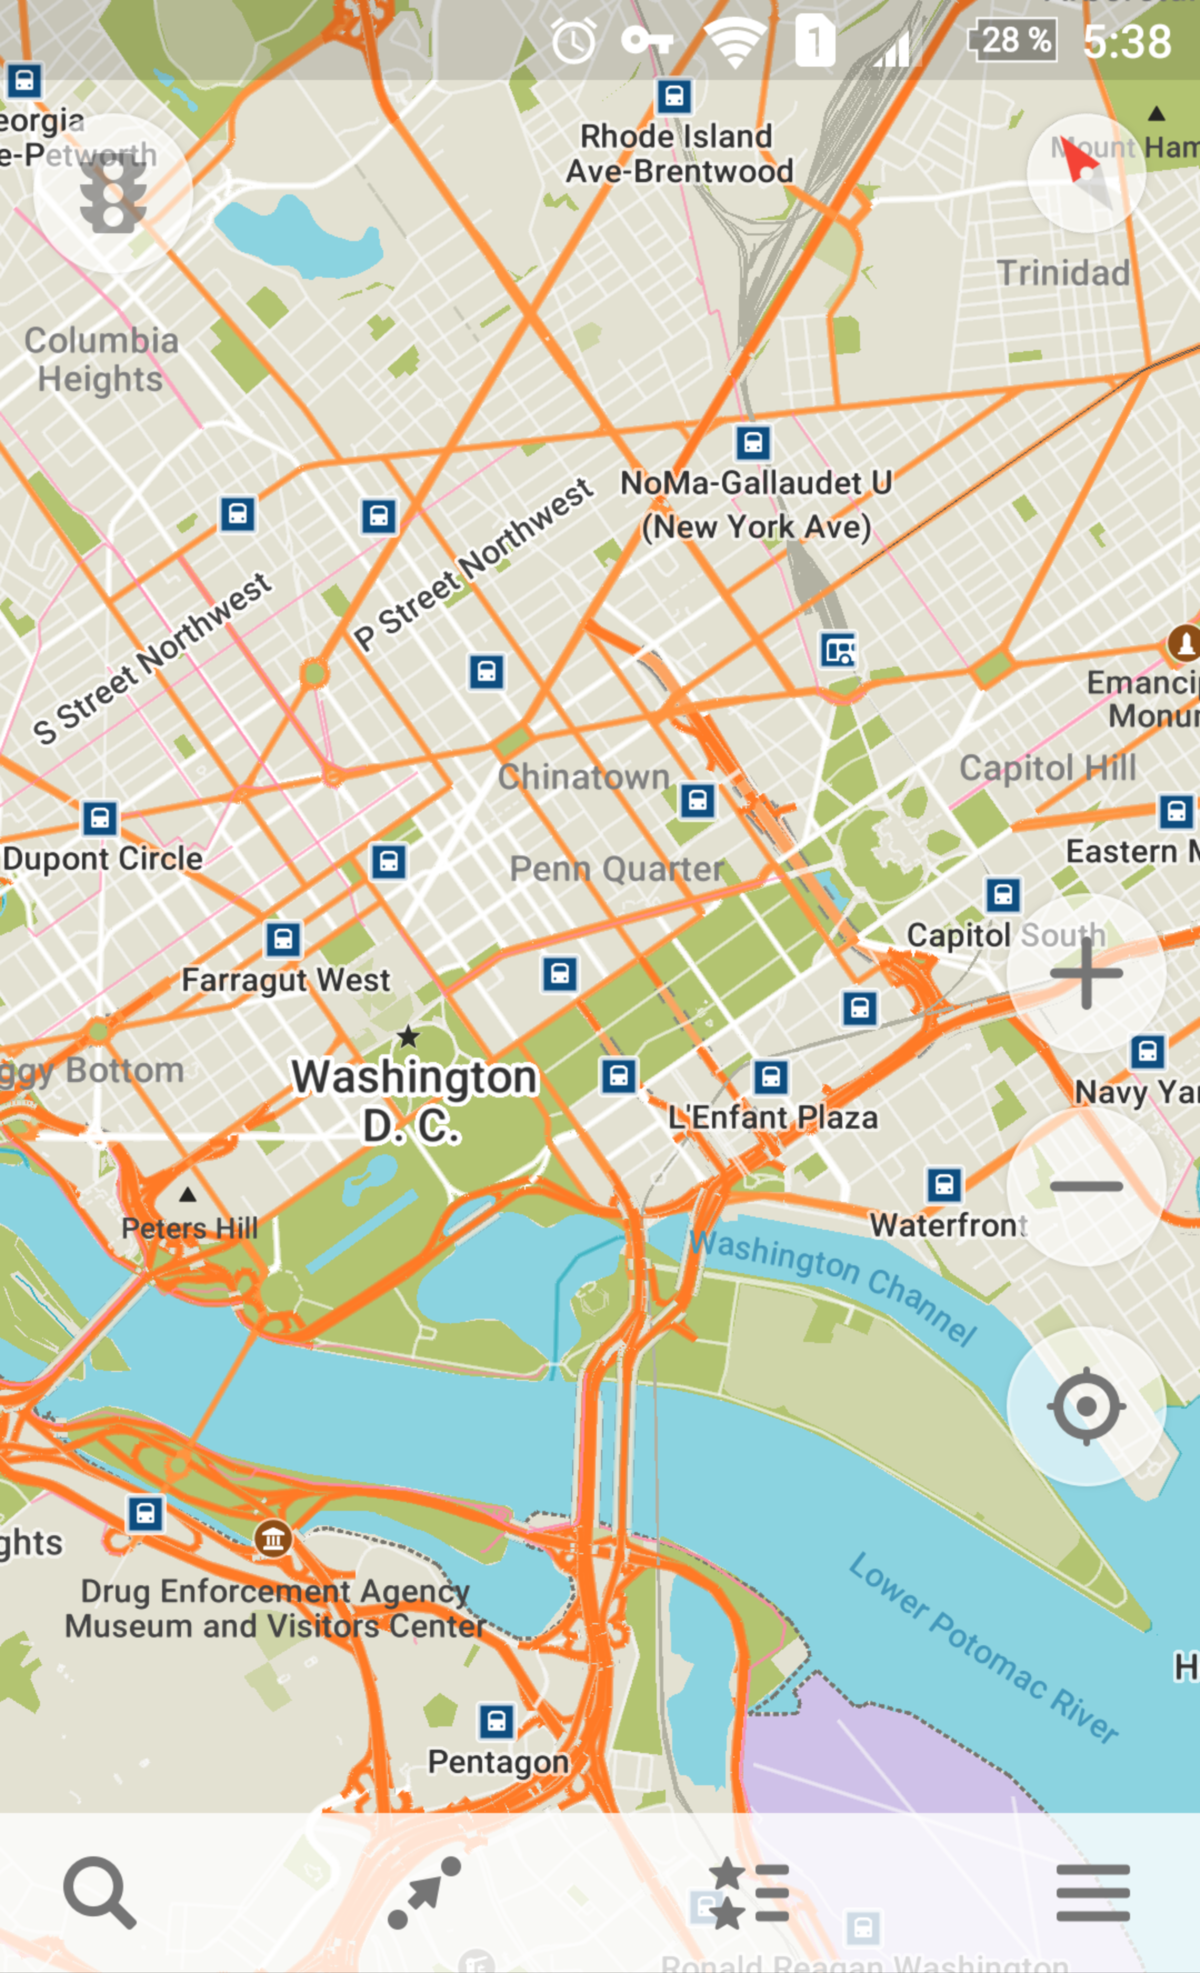 1
28 %
5:38
eorgia
e-Petworth
Rhode Island
Ave-Brentwood
Mount Ham
Trinidad
Columbia
Heights
NoMa-Gallaudet U
(New York Ave)
P Street Northwest
S Street Northwest
Emanci
Monu
Chinatown
Capitol Hill
Dupont Circle
Penn Quarter
Eastern M
Capitol South
Farragut West
ggy Bottom
Washington
D. C.
Navy Ya
L'Enfant Plaza
Peters Hill
Waterfront
Washington Channel
ghts
Drug Enforcement Agency
Museum and Visitors Center
Lower Potomac River
H
Pentagon
Ronald Reagan Washington